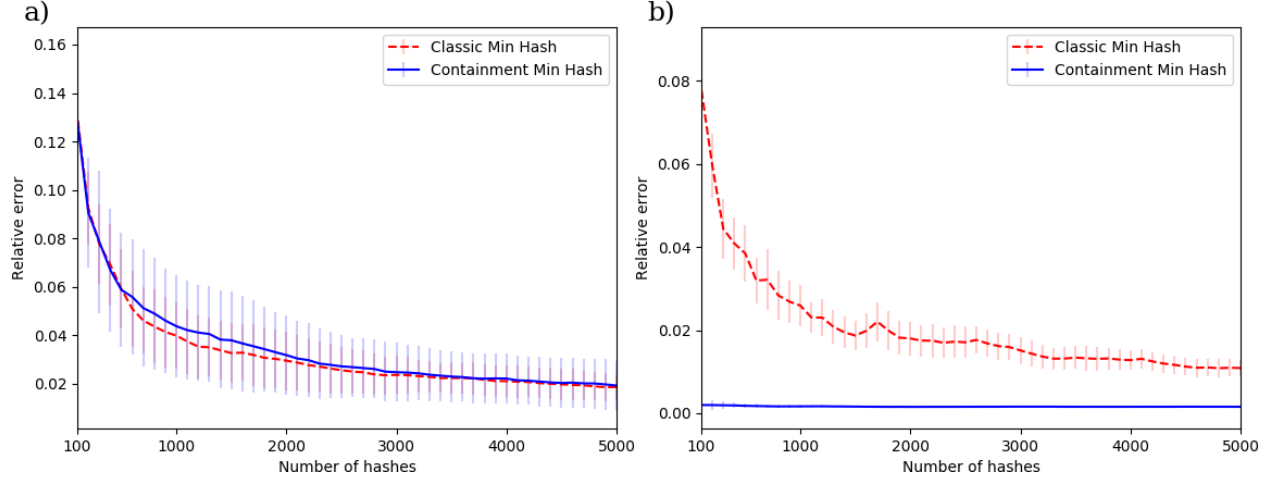 a)
Relative error
0.16
0.14
0.12
0.10
0.08
0.06
0.04
0.02
100
1000
2000
3000
4000
5000
Number of hashes
Classic Min Hash
Containment Min Hash
b)
Relative error
0.08
0.06
0.04
0.02
0.00
100
1000
2000
3000
4000
5000
Number of hashes
Classic Min Hash
Containment Min Hash